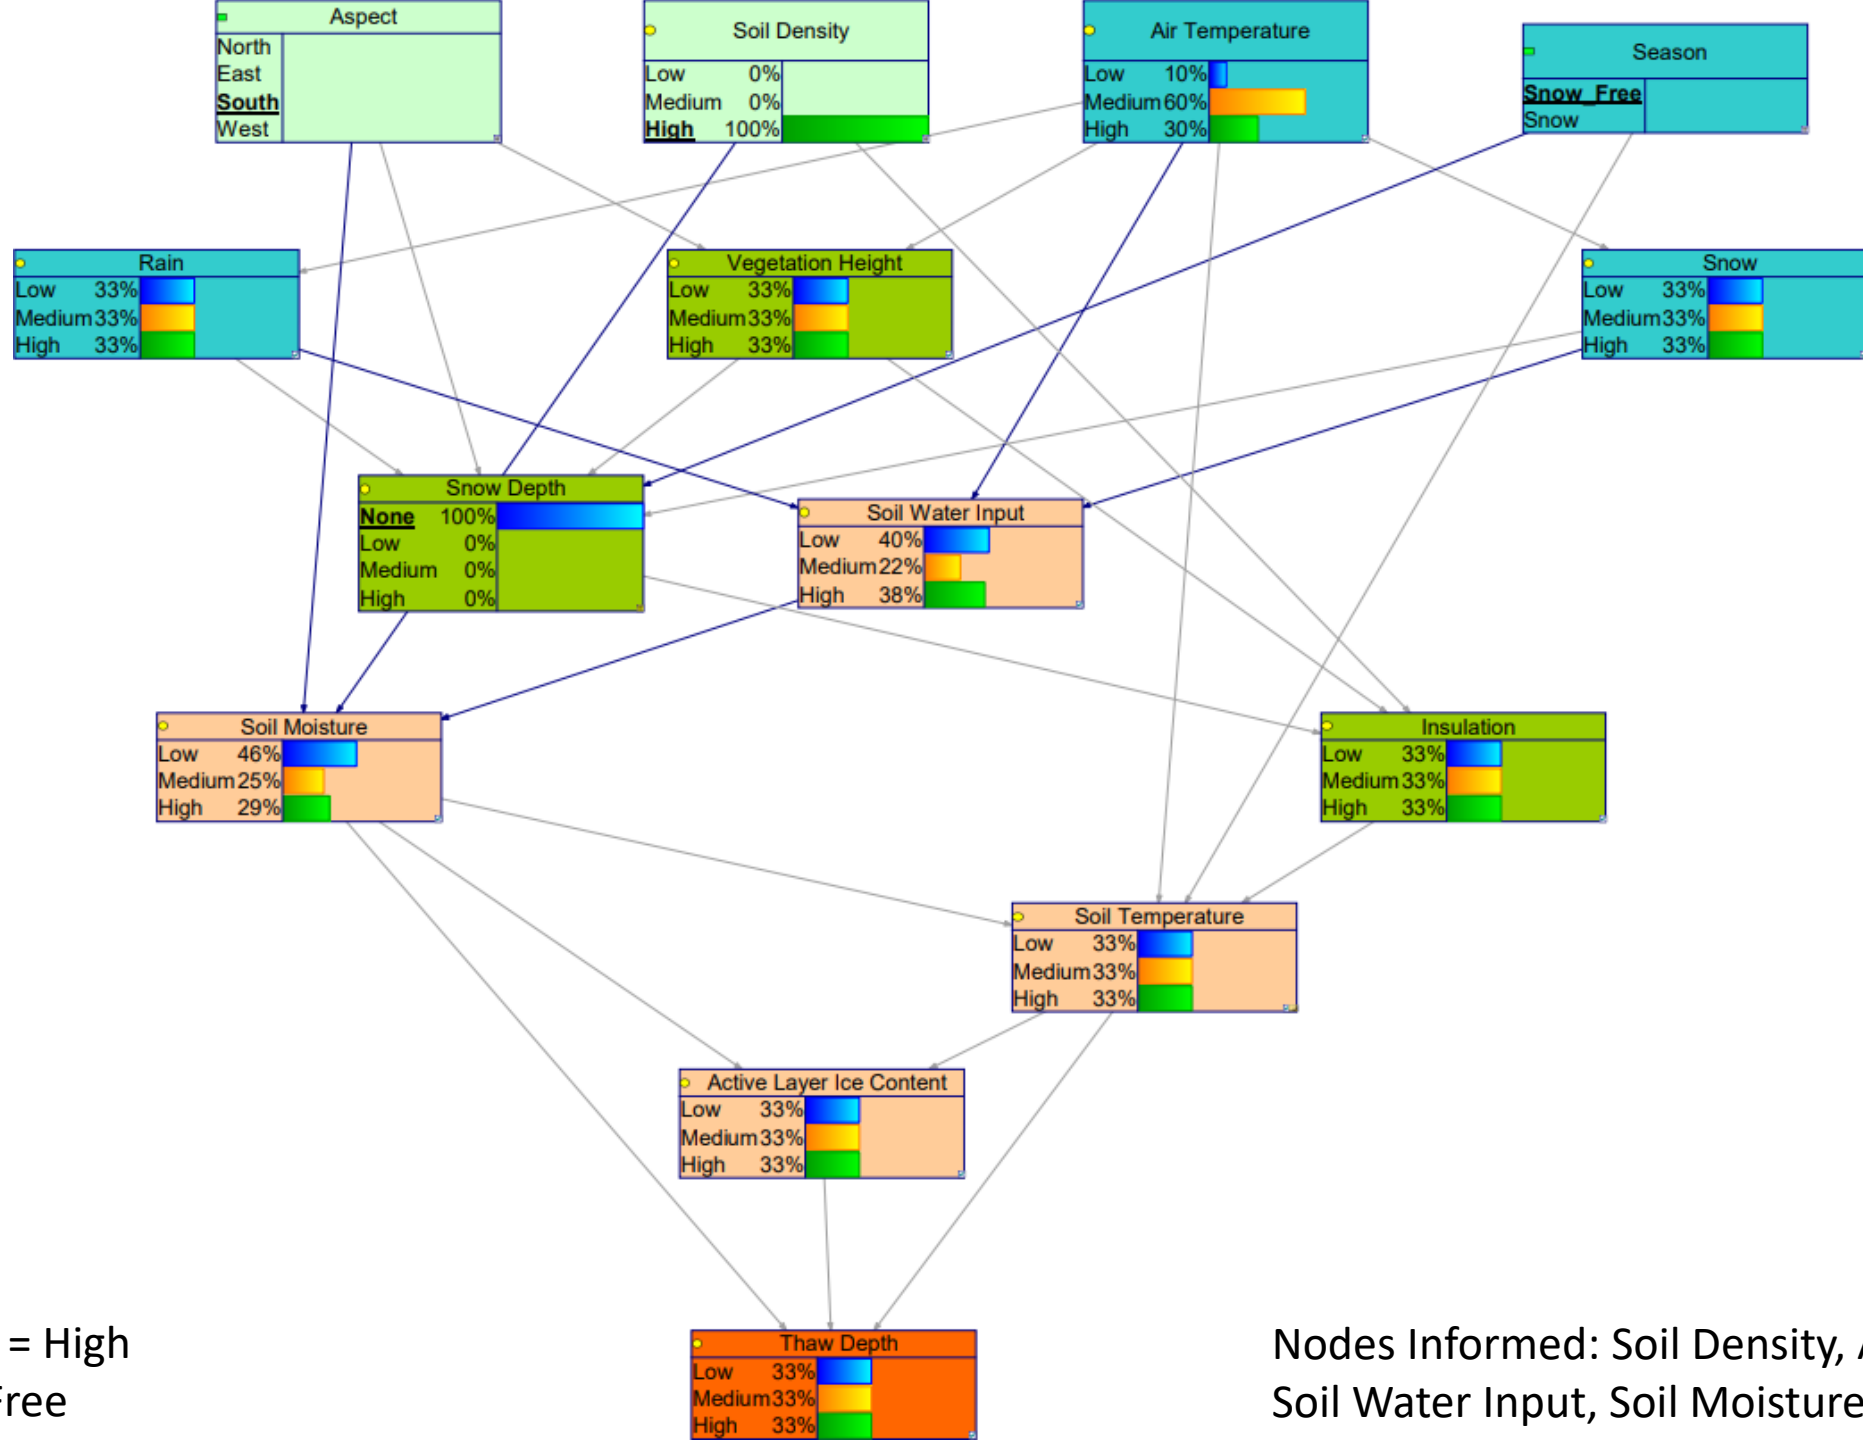 Aspect
North
East
South
West
Soil Density
Low 0%
Medium 0%
High 100%
Air Temperature
Low 10%
Medium 60%
High 30%
Season
Snow_Free
Snow
Rain
Low 33%
Medium 33%
High 33%
Vegetation Height
Low 33%
Medium 33%
High 33%
Snow
Low 33%
Medium 33%
High 33%
Snow Depth
None 100%
Low 0%
Medium 0%
High 0%
Soil Water Input
Low 40%
Medium 22%
High 38%
Soil Moisture
Low 46%
Medium 25%
High 29%
Insulation
Low 33%
Medium 33%
High 33%
Soil Temperature
Low 33%
Medium 33%
High 33%
Active Layer Ice Content
Low 33%
Medium 33%
High 33%
Thaw Depth
Low 33%
Medium 33%
High 33%
= High
Free
Nodes Informed: Soil Density,
Soil Water Input, Soil Moisture